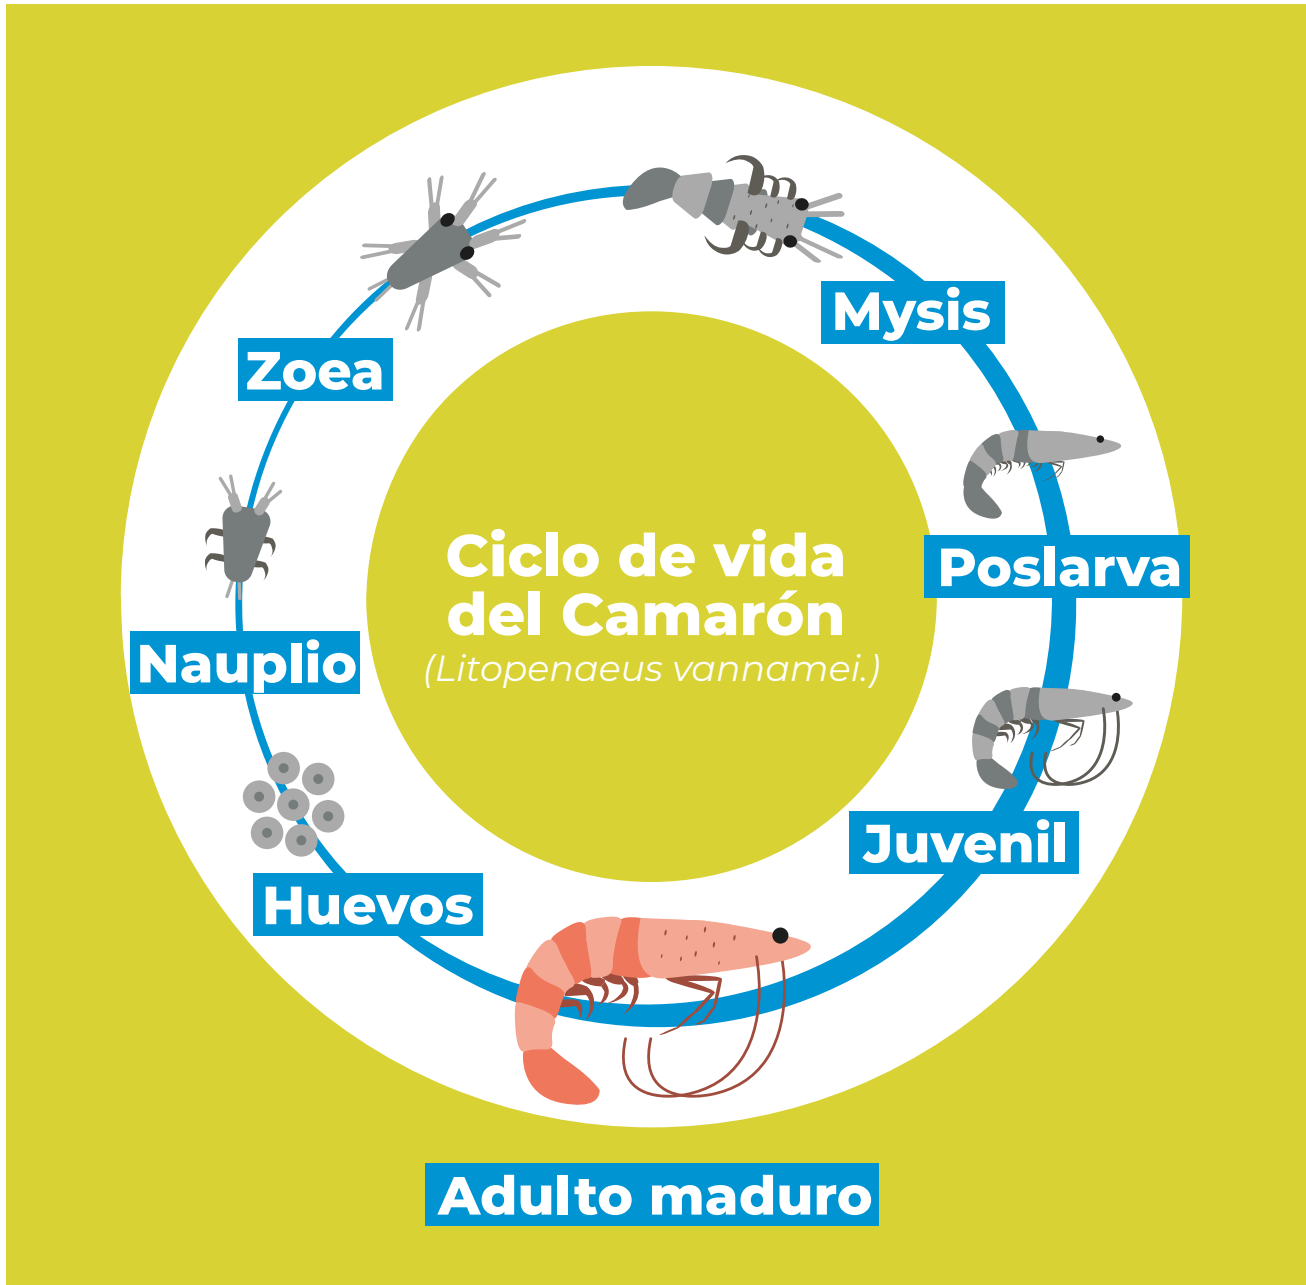 Mysis
Zoea
Ciclo de vida
del Camarón
(Litopenaeus vannamei.)
Poslarva
Nauplio
Juvenil
Huevos
Adulto maduro